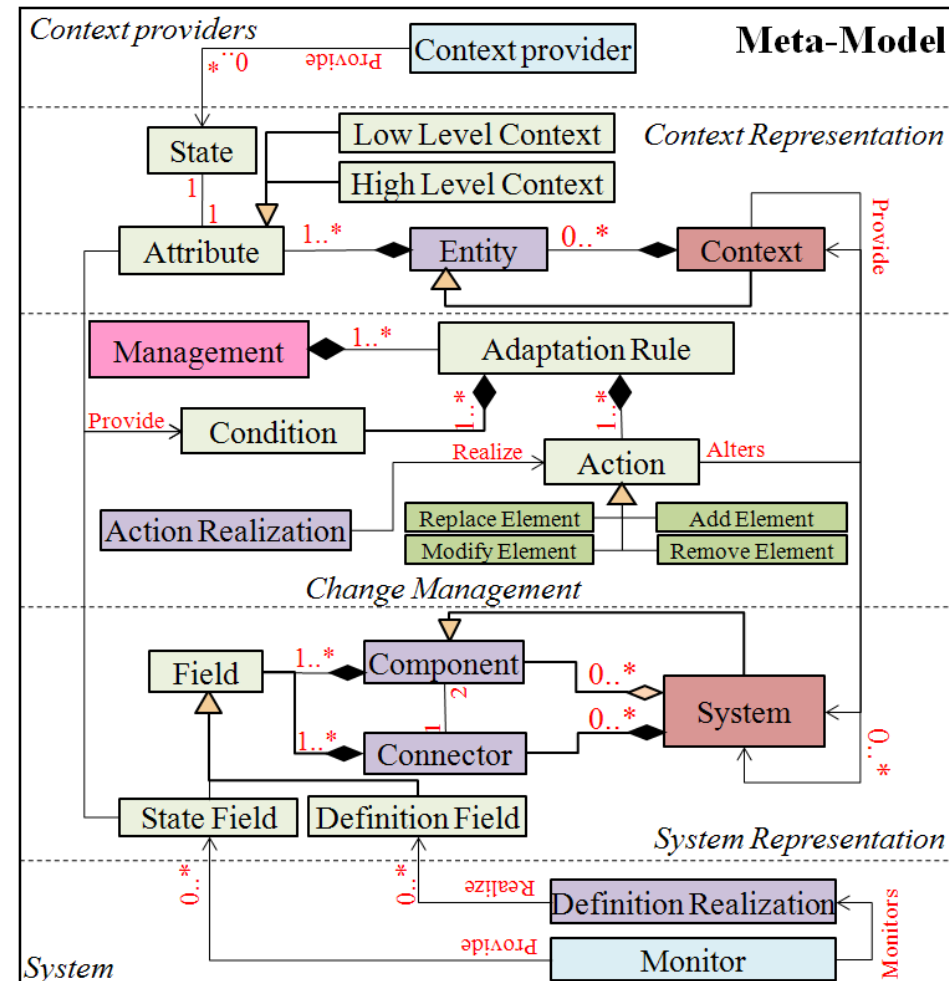 Context providers
Meta-Model
Context provider
Provide
0..*
Context Representation
State
Low Level Context
High Level Context
1
1
Attribute
1..*
Entity
0..*
Context
Provide
Management
1..*
Adaptation Rule
1..*
1..*
Provide
Condition
Realize
Action
Alters
Action Realization
Replace Element
Add Element
Modify Element
Remove Element
Change Management
Field
1..*
Component
0..*
2
System
1
0..*
1..*
Connector
0..*
State Field
Definition Field
System Representation
0..*
0..*
Realize
Definition Realization
Monitors
Provide
Monitor
System